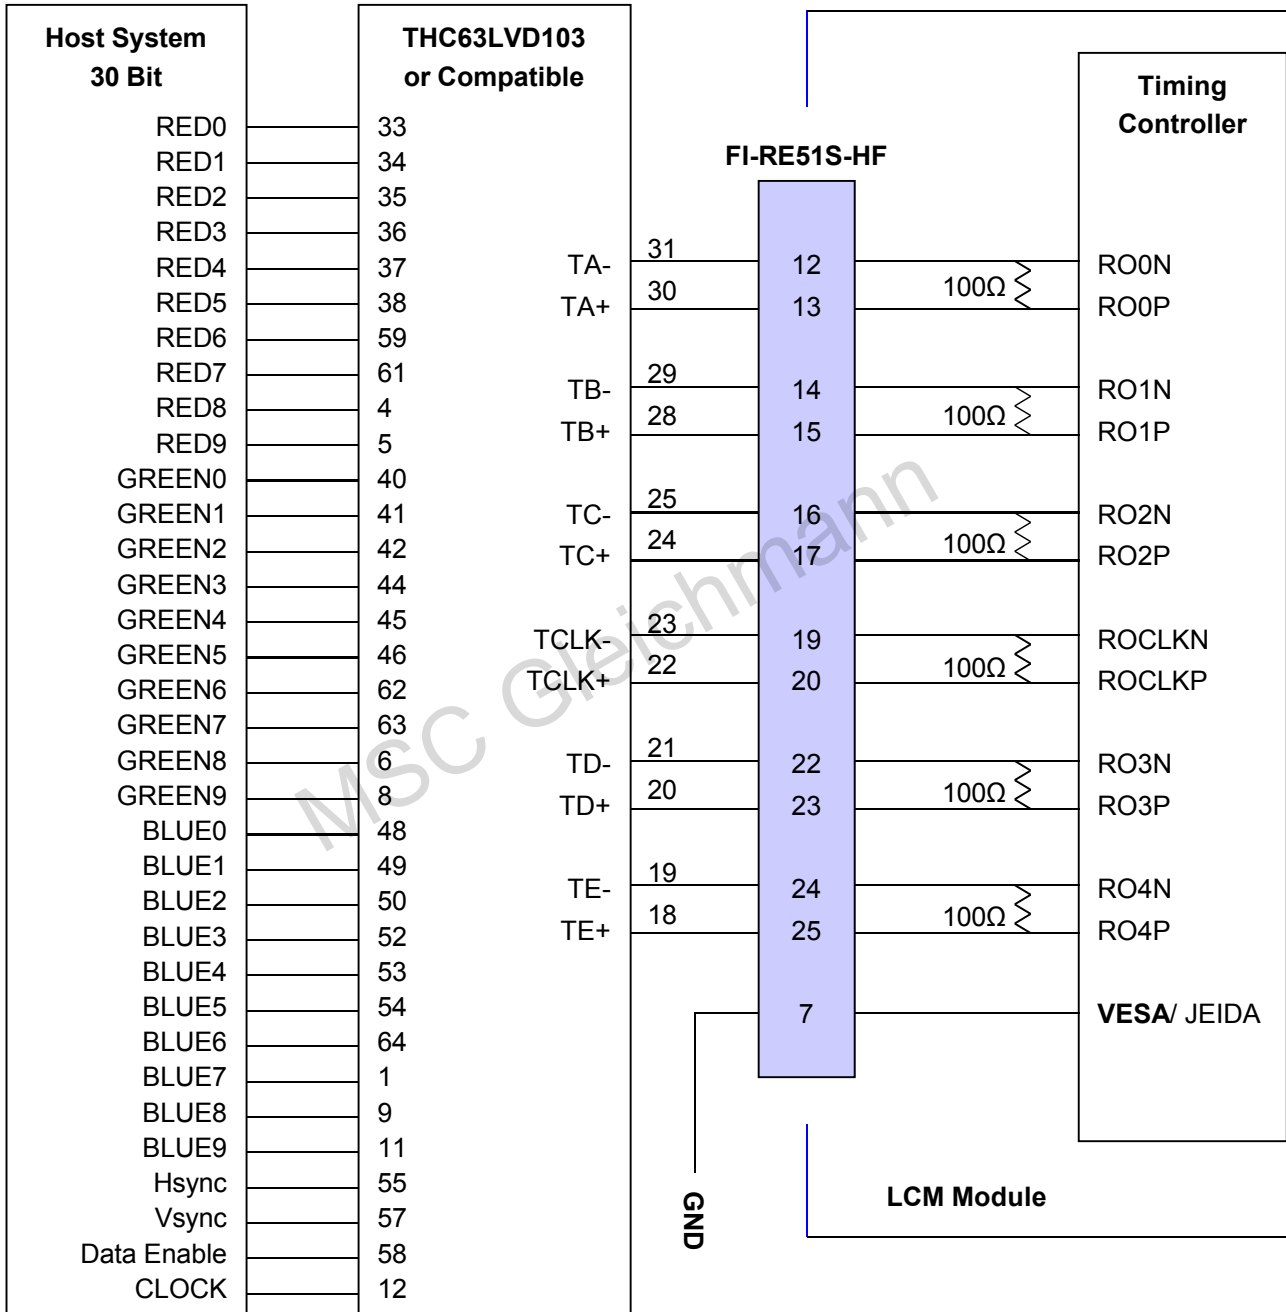 Host System
30 Bit
THC63LVD103
or Compatible
Timing
Controller
FI-RE51S-HF
RED0 33
RED1 34
RED2 35
RED3 36
RED4 37
RED5 38
RED6 59
RED7 61
RED8 4
RED9 5
GREEN0 40
GREEN1 41
GREEN2 42
GREEN3 44
GREEN4 45
GREEN5 46
GREEN6 62
GREEN7 63
GREEN8 6
GREEN9 8
BLUE0 48
BLUE1 49
BLUE2 50
BLUE3 52
BLUE4 53
BLUE5 54
BLUE6 64
BLUE7 1
BLUE8 9
BLUE9 11
Hsync 55
Vsync 57
Data Enable 58
CLOCK 12
TA- 31 12 RO0N
100Ω
TA+ 30 13 RO0P
TB- 29 14 RO1N
100Ω
TB+ 28 15 RO1P
TC- 25 16 RO2N
100Ω
TC+ 24 17 RO2P
TCLK- 23 19 ROCLKN
100Ω
TCLK+ 22 20 ROCLKP
TD- 21 22 RO3N
100Ω
TD+ 20 23 RO3P
TE- 19 24 RO4N
100Ω
TE+ 18 25 RO4P
7 VESA/ JEIDA
GND
LCM Module
MSC Gleichmann